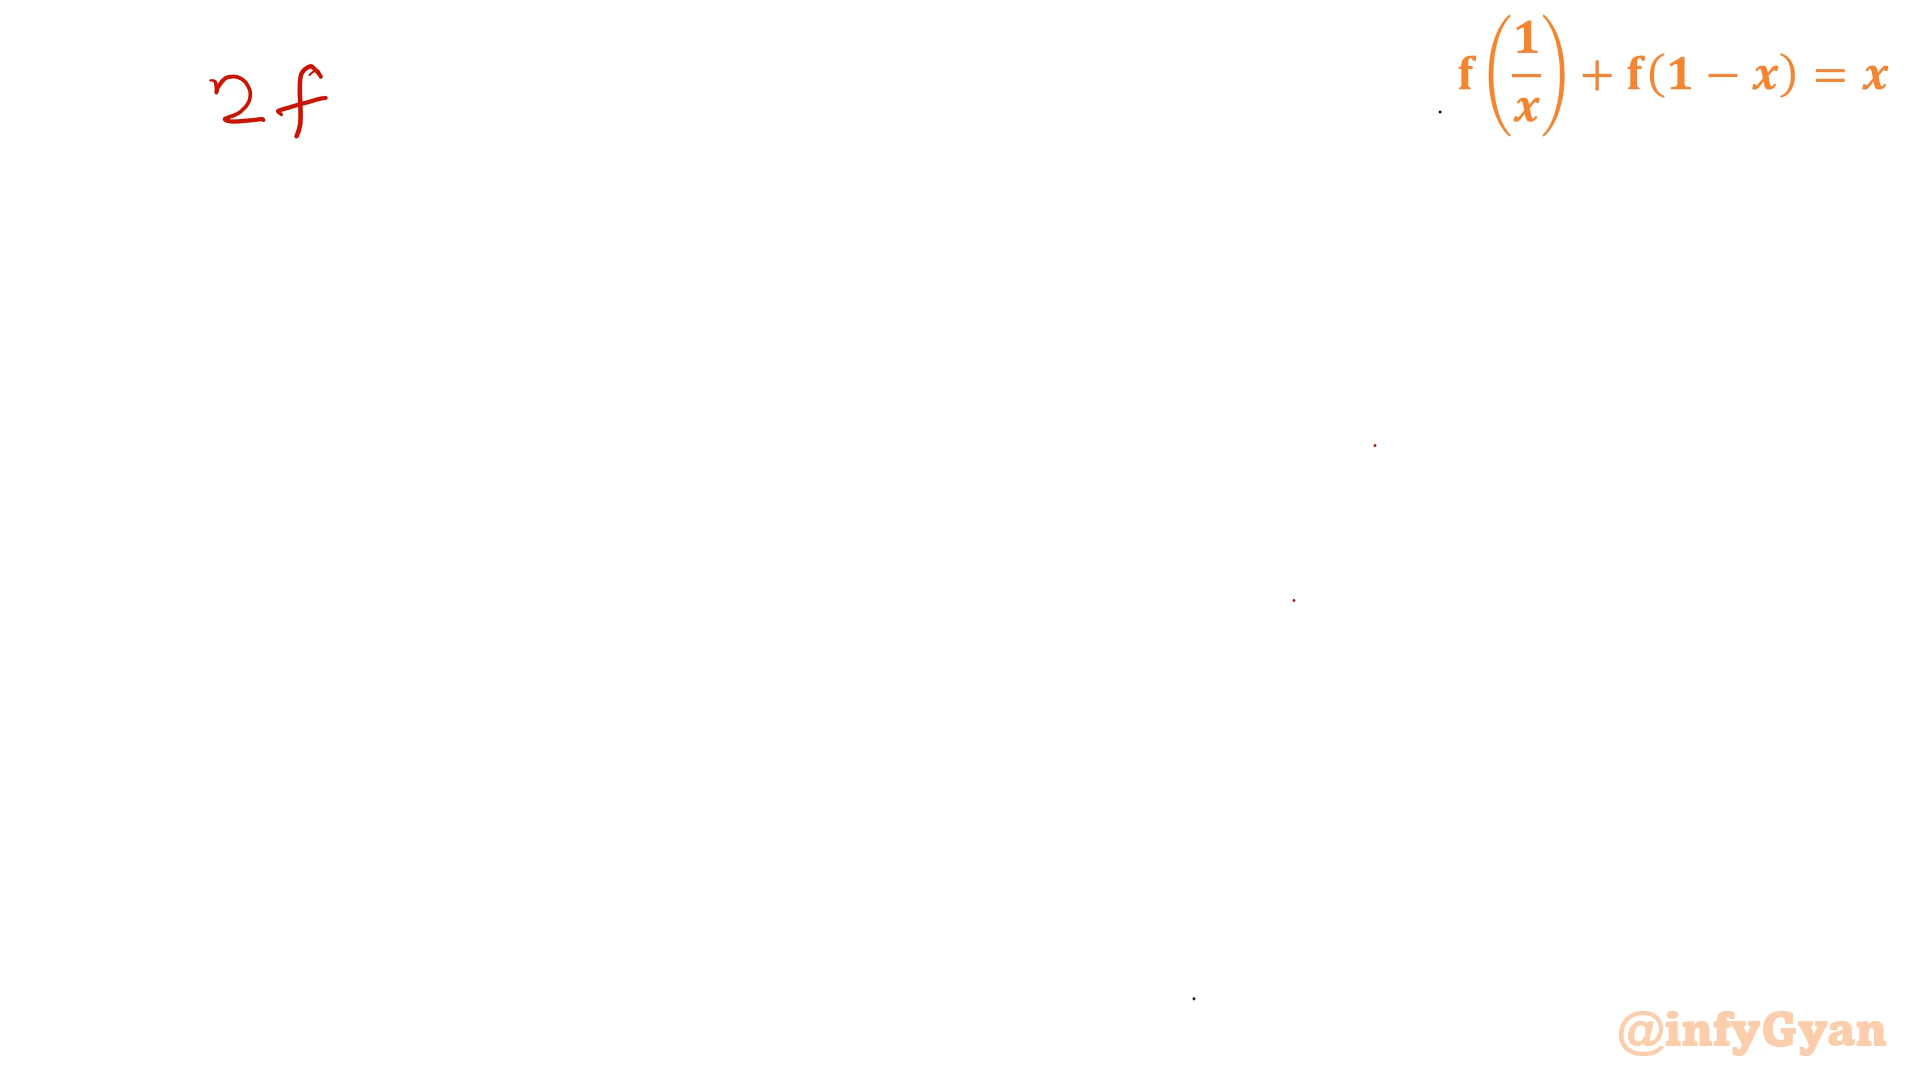 2f
f(1/x) + f(1 − x) = x
@infyGyan